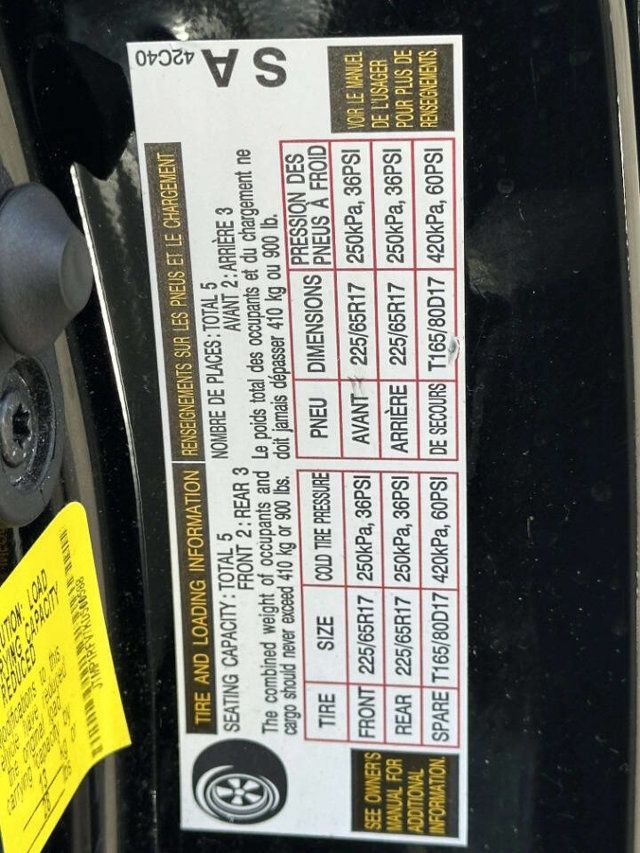 TIRE AND LOADING INFORMATION
RENSEIGNEMENTS SUR LES PNEUS ET LE CHARGEMENT
SEATING CAPACITY: TOTAL 5
FRONT 2: REAR 3
The combined weight of occupants and
cargo should never exceed 410 kg or 900 lbs.
NOMBRE DE PLACES: TOTAL 5
AVANT 2: ARRIÈRE 3
Le poids total des occupants et du chargement ne
doit jamais dépasser 410 kg ou 900 lb.
TIRE SIZE COLD TIRE PRESSURE
FRONT 225/65R17 250kPa, 36PSI
REAR 225/65R17 250kPa, 36PSI
SPARE T165/80D17 420kPa, 60PSI
PNEU DIMENSIONS PRESSION DES
PNEUS À FROID
AVANT 225/65R17 250kPa, 36PSI
ARRIÈRE 225/65R17 250kPa, 36PSI
DE SECOURS T165/80D17 420kPa, 60PSI
SEE OWNER'S
MANUAL FOR
ADDITIONAL
INFORMATION.
VOIR LE MANUEL
DE L'USAGER
POUR PLUS DE
RENSEIGNEMENTS.
42C40
S A
LOAD
CAPACITY
REDUCED
to this
the original
carrying capacity